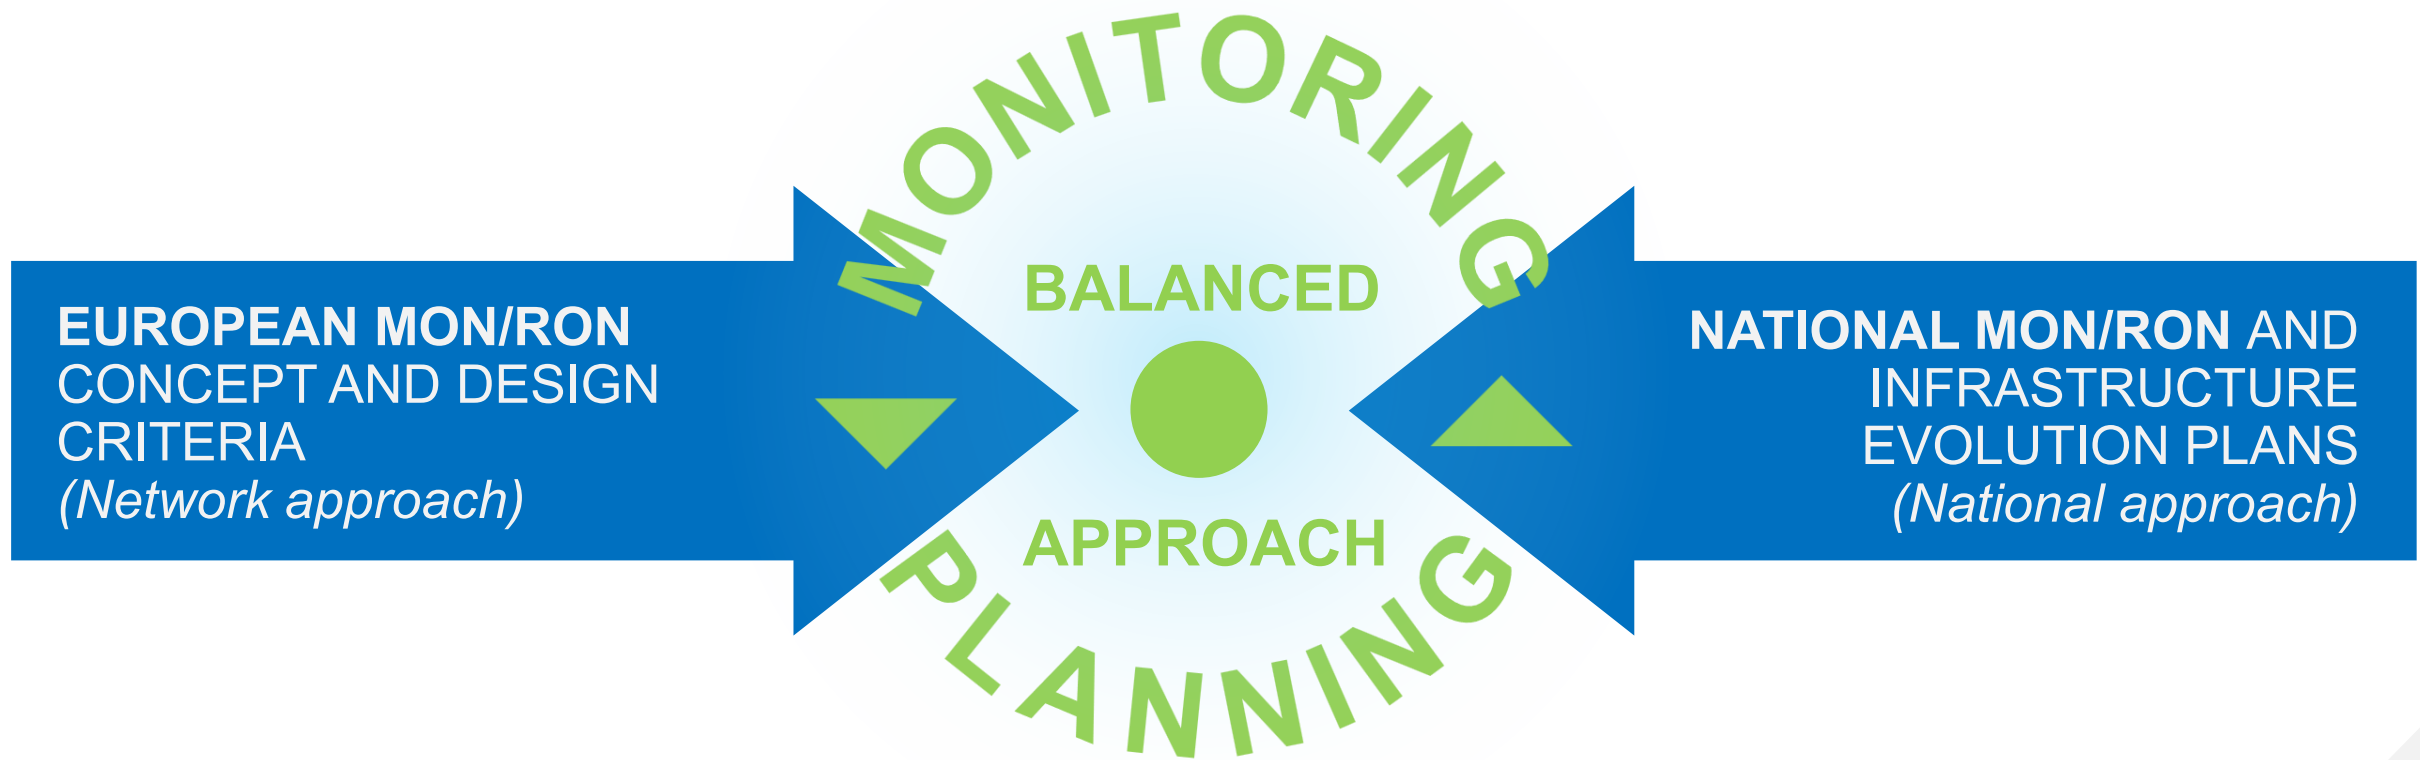 MONITORING
EUROPEAN MON/RON
CONCEPT AND DESIGN
CRITERIA
(Network approach)
BALANCED
APPROACH
NATIONAL MON/RON AND
INFRASTRUCTURE
EVOLUTION PLANS
(National approach)
PLANNING